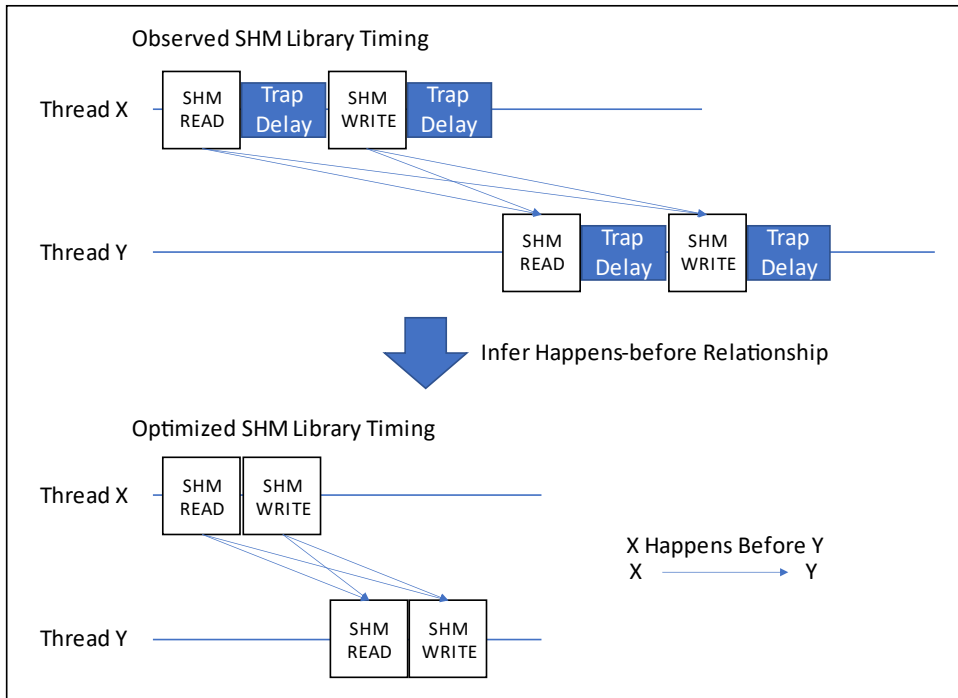 Observed SHM Library Timing
Thread X
SHM
READ
Trap
Delay
SHM
WRITE
Trap
Delay
Thread Y
SHM
READ
Trap
Delay
SHM
WRITE
Trap
Delay
Infer Happens-before Relationship
Optimized SHM Library Timing
Thread X
SHM
READ
SHM
WRITE
X Happens Before Y
X Y
Thread Y
SHM
READ
SHM
WRITE